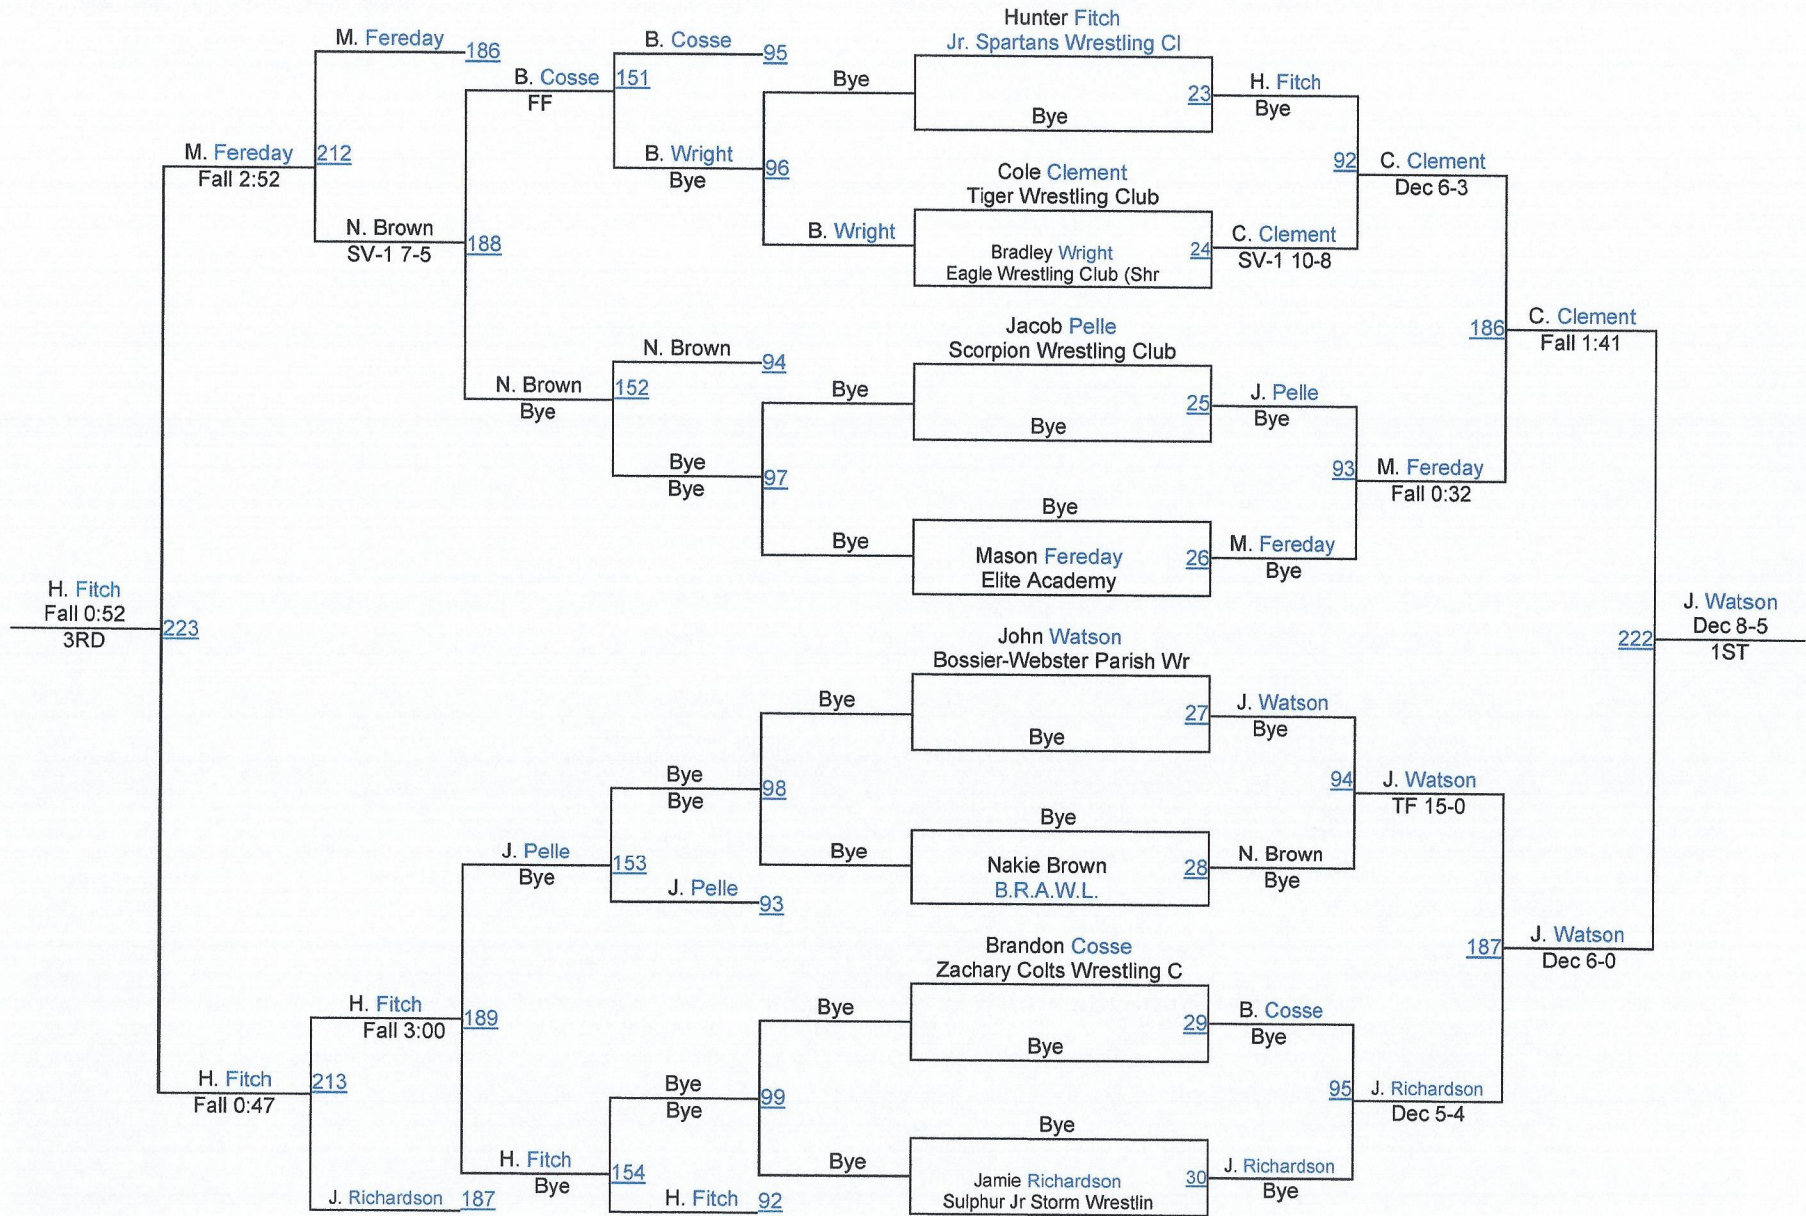 Hunter Fitch
Jr. Spartans Wrestling Cl
M. Fereday
186
B. Cosse
95
B. Cosse
151
FF
Bye
23
H. Fitch
Bye
Bye
M. Fereday
212
Fall 2:52
B. Wright
96
Bye
92
C. Clement
Dec 6-3
Cole Clement
Tiger Wrestling Club
N. Brown
188
SV-1 7-5
B. Wright
Bradley Wright
24
Eagle Wrestling Club (Shr
C. Clement
SV-1 10-8
Jacob Pelle
Scorpion Wrestling Club
186
C. Clement
Fall 1:41
N. Brown
94
N. Brown
152
Bye
Bye
25
J. Pelle
Bye
Bye
Bye
97
Bye
93
M. Fereday
Fall 0:32
Bye
Bye
Mason Fereday
26
Elite Academy
M. Fereday
Bye
H. Fitch
Fall 0:52
223
3RD
J. Watson
Dec 8-5
222
1ST
John Watson
Bossier-Webster Parish Wr
Bye
27
J. Watson
Bye
Bye
Bye
98
Bye
94
J. Watson
TF 15-0
Bye
J. Pelle
153
Bye
Bye
Nakie Brown
28
B.R.A.W.L.
N. Brown
Bye
J. Pelle
93
Brandon Cosse
Zachary Colts Wrestling C
187
J. Watson
Dec 6-0
H. Fitch
189
Fall 3:00
Bye
29
B. Cosse
Bye
Bye
H. Fitch
213
Fall 0:47
Bye
99
Bye
95
J. Richardson
Dec 5-4
Bye
H. Fitch
154
Bye
Bye
Jamie Richardson
30
Sulphur Jr Storm Wrestlin
J. Richardson
Bye
J. Richardson
187
H. Fitch
92